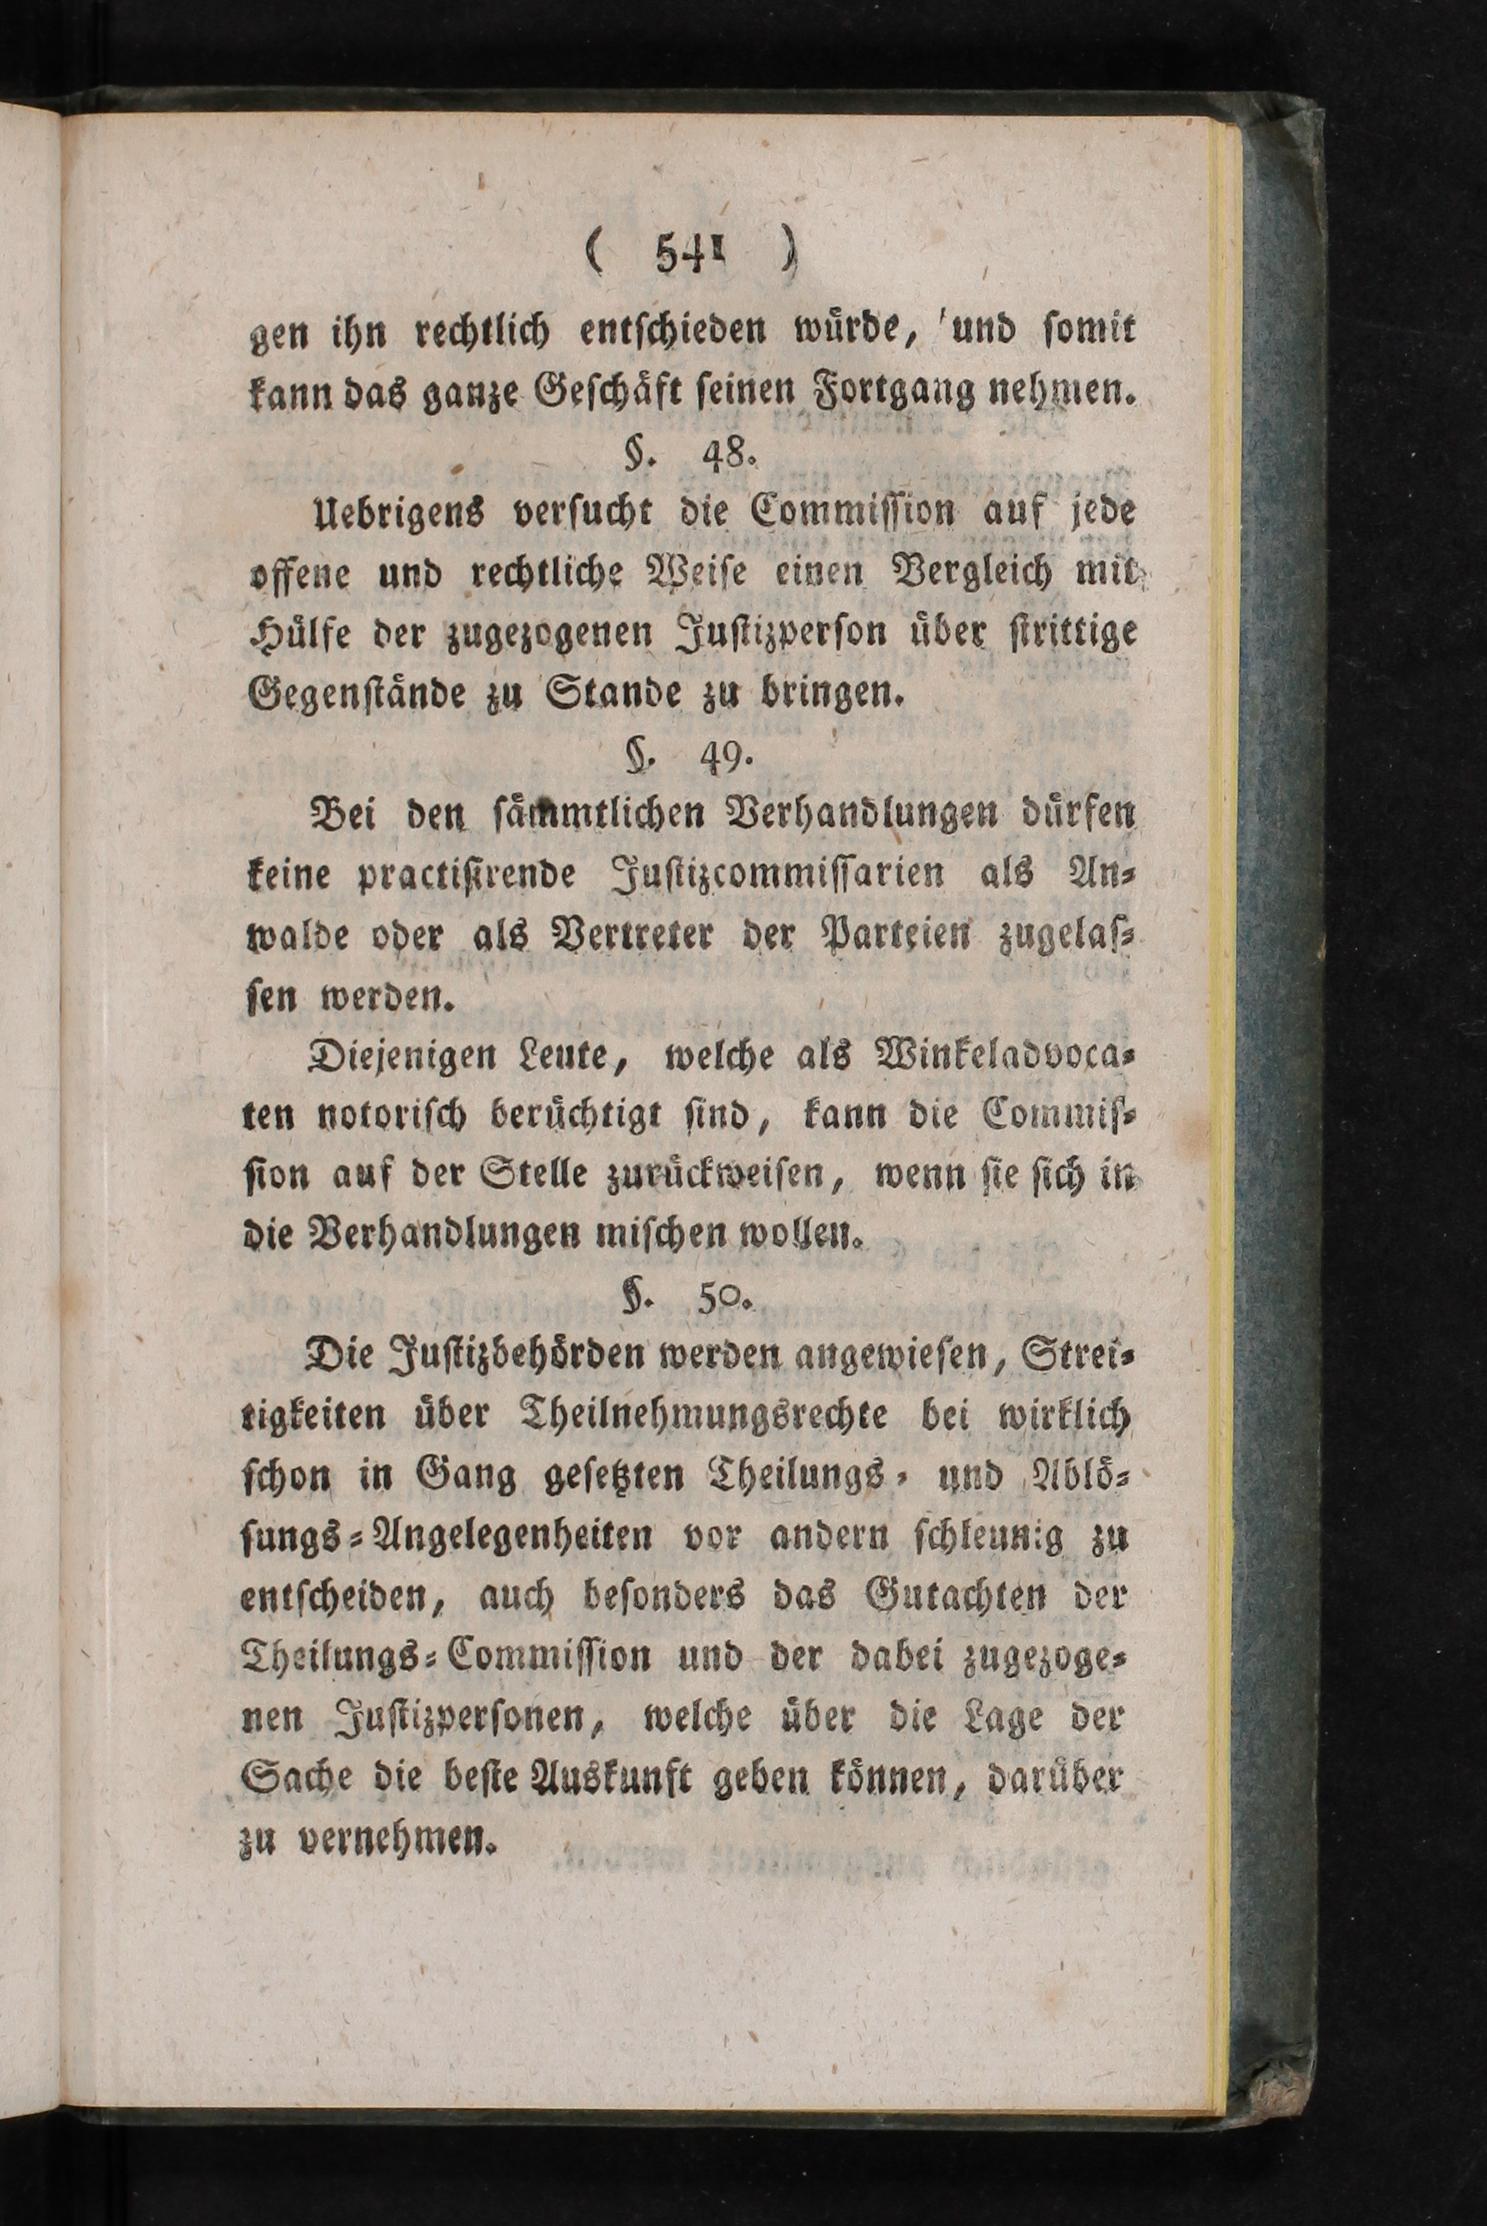 ( 541 )
gen ihn rechtlich entſchieden würde, und ſomit
kann das ganze Geſchäft ſeinen Fortgang nehmen.
§. 48.
Uebrigens verſucht die Commiſſion auf jede
offene und rechtliche Weiſe einen Vergleich mit
Hülfe der zugezogenen Juſtizperſon über ſtrittige
Gegenſtände zu Stande zu bringen.
§. 49.
Bei den ſämmtlichen Verhandlungen dürfen
keine practiſirende Juſtizcommiſſarien als An⸗
walde oder als Vertreter der Parteien zugelaſ⸗
ſen werden.
Diejenigen Leute, welche als Winkeladvoca⸗
ten notoriſch berüchtigt ſind, kann die Commiſ⸗
ſion auf der Stelle zurückweiſen, wenn ſie ſich in
die Verhandlungen miſchen wollen.
§. 50.
Die Juſtizbehörden werden angewieſen, Strei⸗
tigkeiten über Theilnehmungsrechte bei wirklich
ſchon in Gang geſetzten Theilungs⸗ und Ablö⸗
ſungs⸗Angelegenheiten vor andern ſchleunig zu
entſcheiden, auch beſonders das Gutachten der
Theilungs⸗Commiſſion und der dabei zugezoge⸗
nen Juſtizperſonen, welche über die Lage der
Sache die beſte Auskunft geben können, darüber
zu vernehmen.